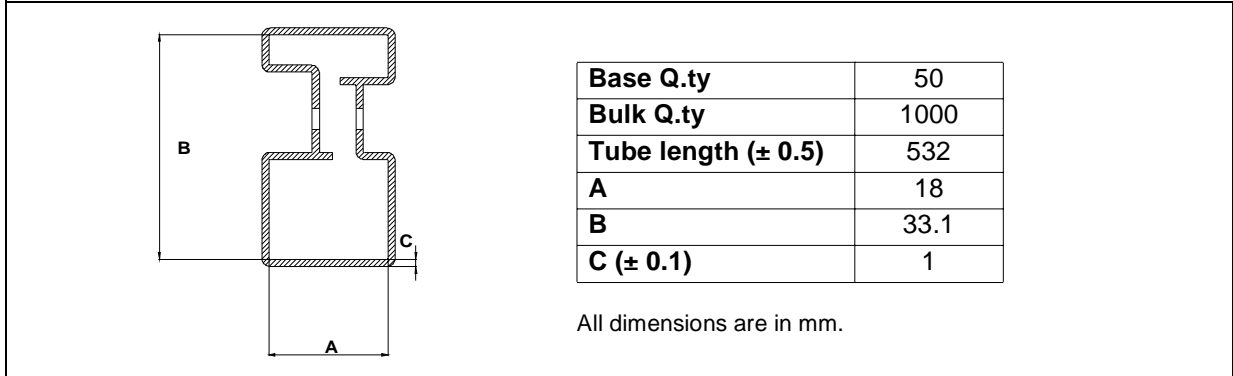 B
C
A
Base Q.ty 50
Bulk Q.ty 1000
Tube length (± 0.5) 532
A 18
B 33.1
C (± 0.1) 1
All dimensions are in mm.